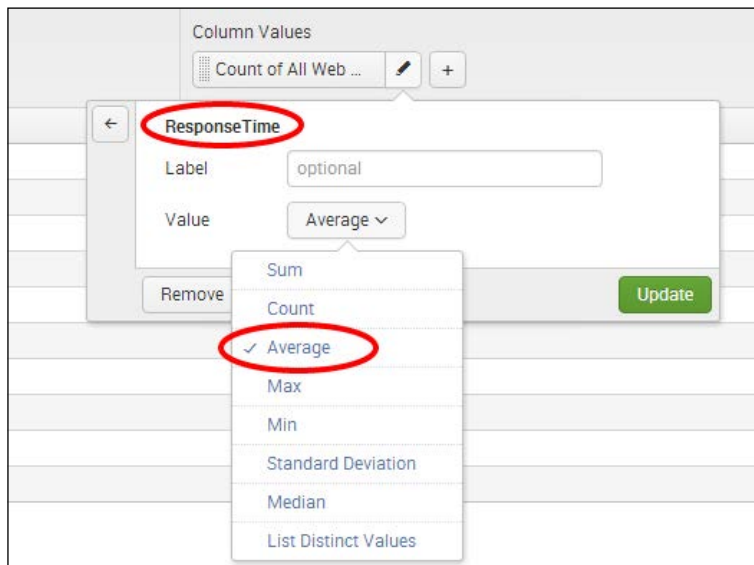 Column Values
Count of All Web ...
+
ResponseTime
Label
optional
Value
Average
Sum
Remove
Update
Count
Average
Max
Min
Standard Deviation
Median
List Distinct Values